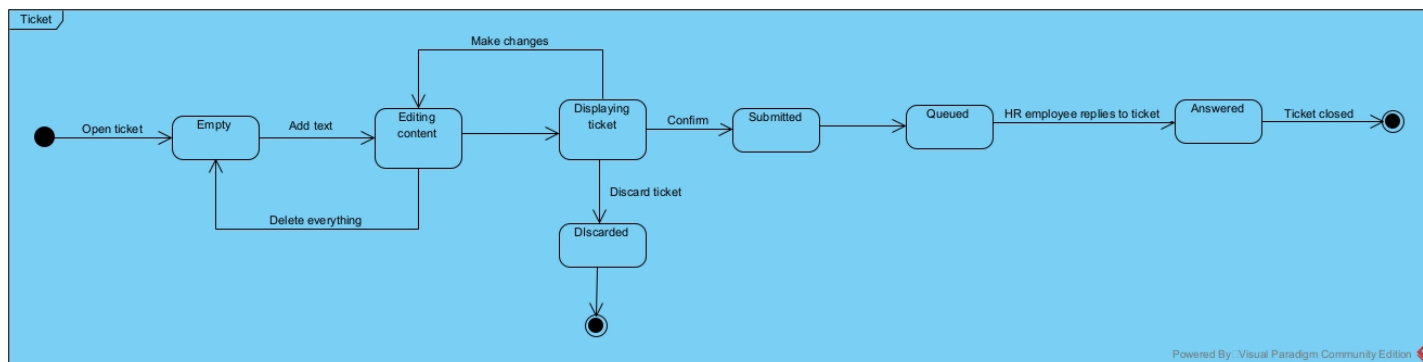 Ticket
Make changes
Open ticket
Empty
Add text
Editing
content
Displaying
ticket
Confirm
Submitted
Queued
HR employee replies to ticket
Answered
Ticket closed
Delete everything
Discard ticket
DIscarded
Powered By Visual Paradigm Community Edition